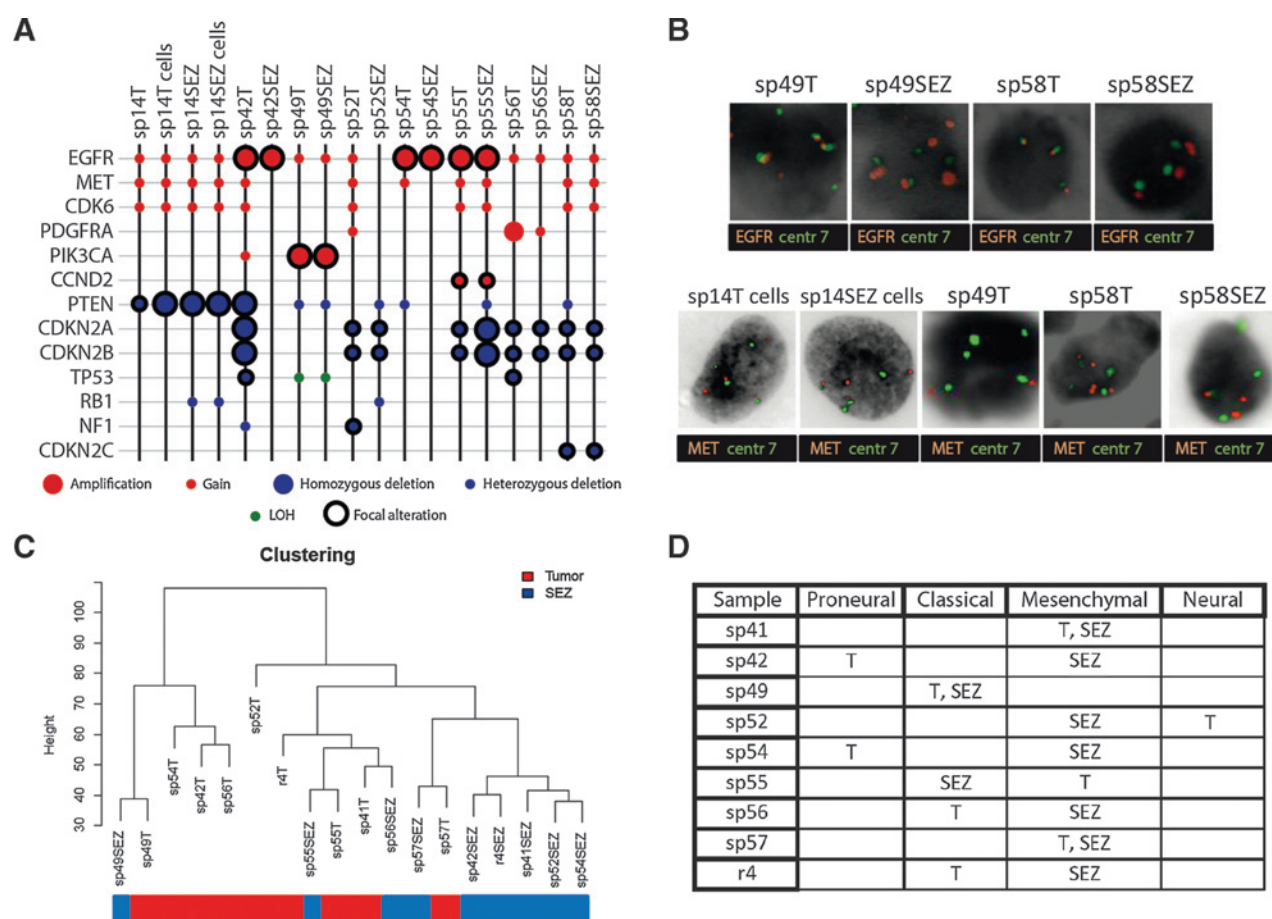 A
sp14T
sp14T cells
sp14SEZ
sp14SEZ cells
sp42T
sp42SEZ
sp49T
sp49SEZ
sp52T
sp52SEZ
sp54T
sp54SEZ
sp55T
sp55SEZ
sp56T
sp56SEZ
sp58T
sp58SEZ
EGFR
MET
CDK6
PDGFRA
PIK3CA
CCND2
PTEN
CDKN2A
CDKN2B
TP53
RB1
NF1
CDKN2C
Amplification Gain Homozygous deletion Heterozygous deletion
LOH Focal alteration
B
sp49T sp49SEZ sp58T sp58SEZ
EGFR centr 7 EGFR centr 7 EGFR centr 7 EGFR centr 7
sp14T cells sp14SEZ cells sp49T sp58T sp58SEZ
MET centr 7 MET centr 7 MET centr 7 MET centr 7 MET centr 7
C
Clustering
Tumor
SEZ
Height
100
90
80
70
60
50
40
30
sp49SEZ
sp49T
sp54T
sp42T
sp56T
sp52T
r4T
sp55SEZ
sp55T
sp41T
sp56SEZ
sp57SEZ
sp57T
sp42SEZ
r4SEZ
sp41SEZ
sp52SEZ
sp54SEZ
D
Sample Proneural Classical Mesenchymal Neural
sp41 T, SEZ
sp42 T SEZ
sp49 T, SEZ
sp52 SEZ T
sp54 T SEZ
sp55 SEZ T
sp56 T SEZ
sp57 T, SEZ
r4 T SEZ